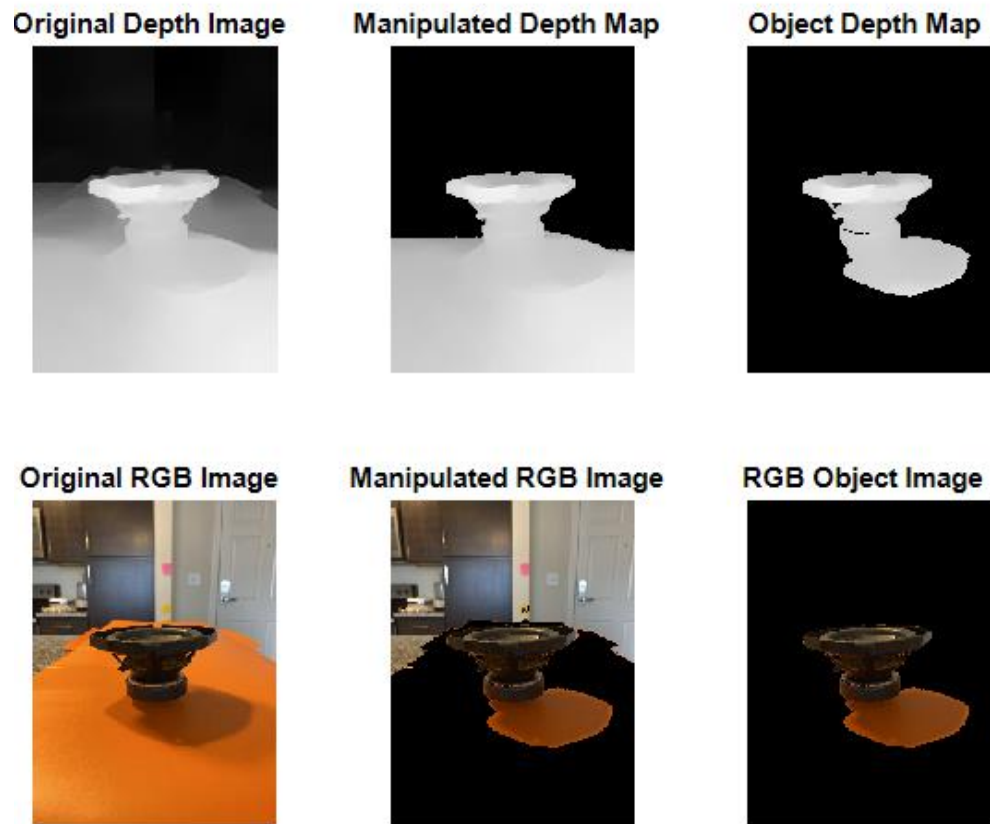 Original Depth Image
Manipulated Depth Map
Object Depth Map
Original RGB Image
Manipulated RGB Image
RGB Object Image